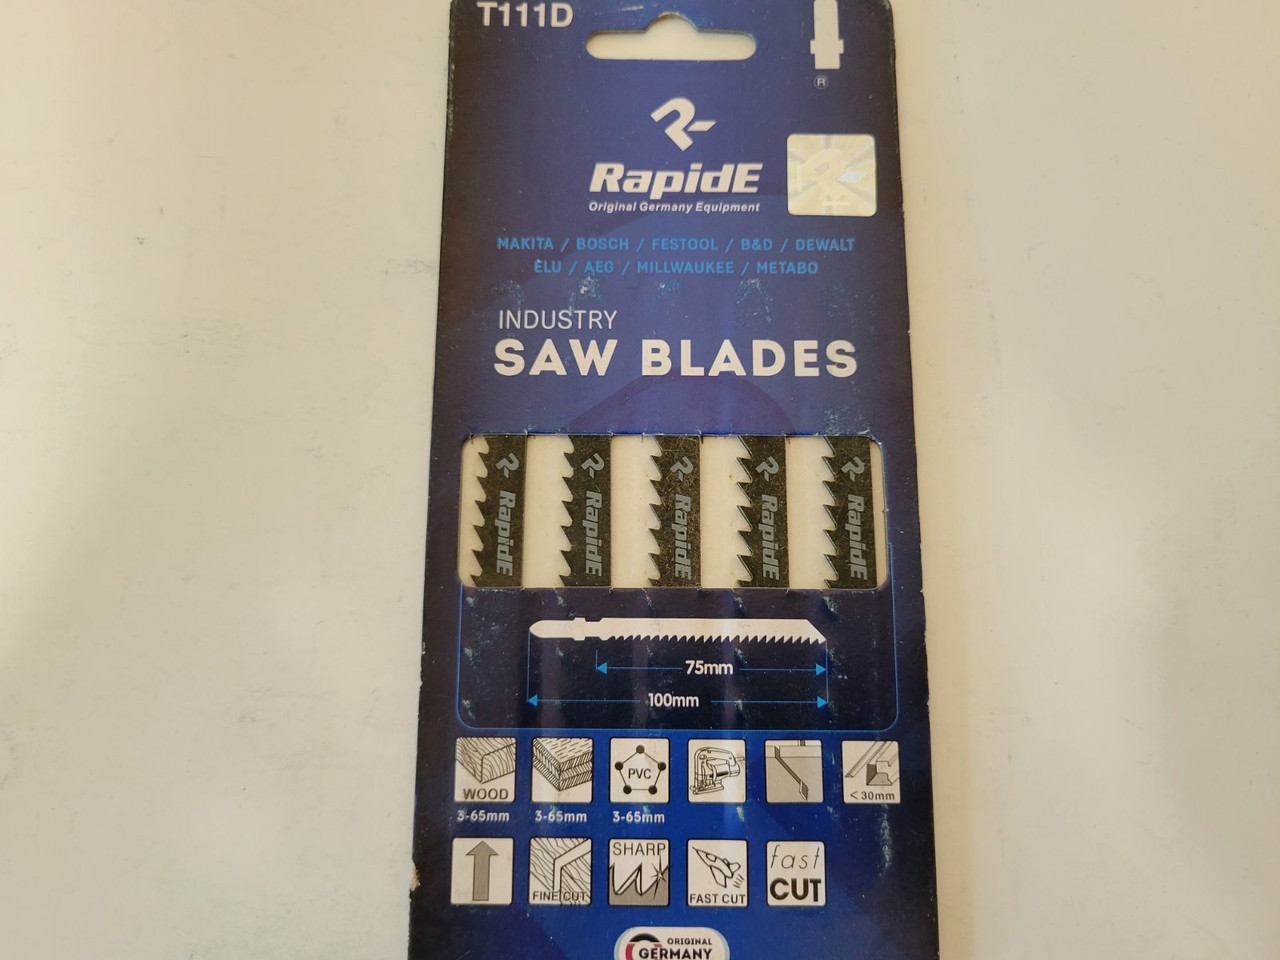 T111D
®
RapidE
Original Germany Equipment
MAKITA / BOSCH / FESTOOL / B&D / DEWALT
ELU / AEG / MILLWAUKEE / METABO
INDUSTRY
SAW BLADES
RapidE RapidE RapidE RapidE RapidE
75mm
100mm
WOOD PVC < 30mm
3-65mm 3-65mm 3-65mm
FINE CUT SHARP FAST CUT fast CUT
ORIGINAL
GERMANY